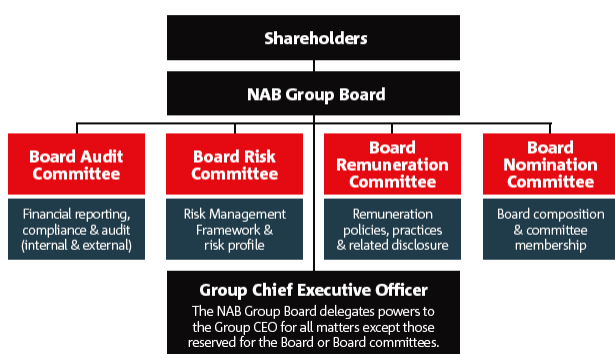 Shareholders
NAB Group Board
Board Audit
Committee
Financial reporting,
compliance & audit
(internal & external)
Board Risk
Committee
Risk Management
Framework &
risk profile
Board
Remuneration
Committee
Remuneration
policies, practices
& related disclosure
Board
Nomination
Committee
Board composition
& committee
membership
Group Chief Executive Officer
The NAB Group Board delegates powers to
the Group CEO for all matters except those
reserved for the Board or Board committees.